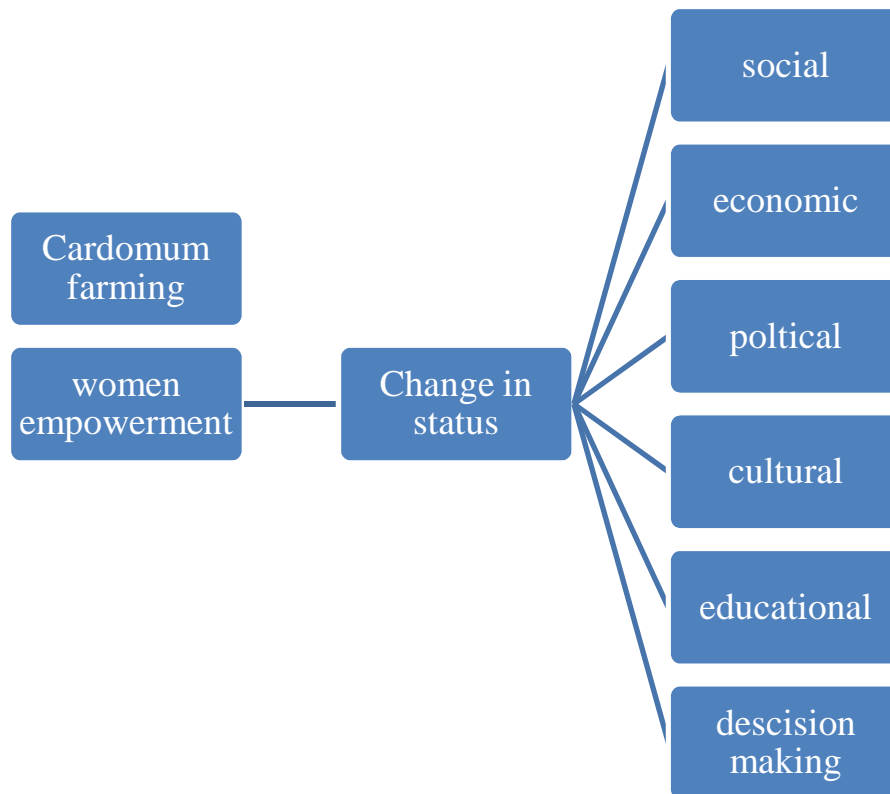 Cardomum
farming
women
empowerment
Change in
status
social
economic
poltical
cultural
educational
descision
making